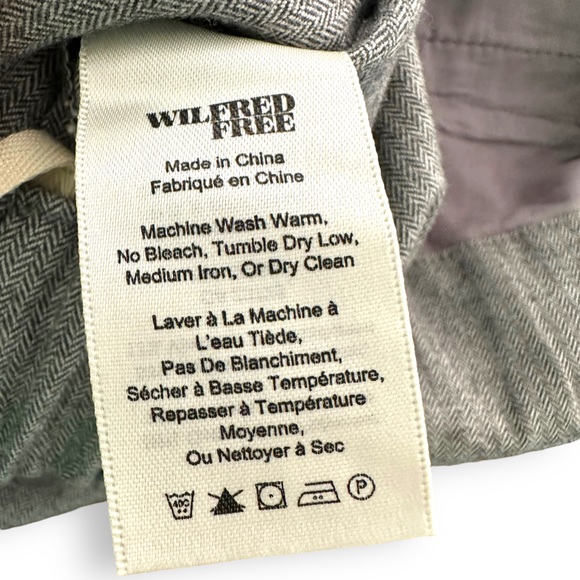 WILFRED
FREE
Made in China
Fabriqué en Chine
Machine Wash Warm,
No Bleach, Tumble Dry Low,
Medium Iron, Or Dry Clean
Laver à La Machine à
L'eau Tiède,
Pas De Blanchiment,
Sécher à Basse Température,
Repasser à Température
Moyenne,
Ou Nettoyer à Sec
40C P